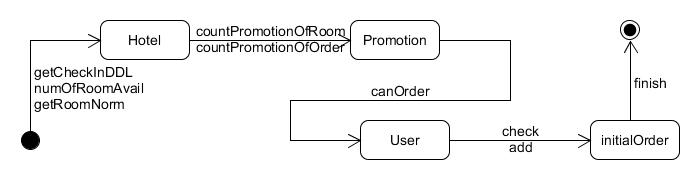 Hotel
countPromotionOfRoom
countPromotionOfOrder
Promotion
getCheckInDDL
numOfRoomAvail
getRoomNorm
canOrder
finish
User
check
add
initialOrder